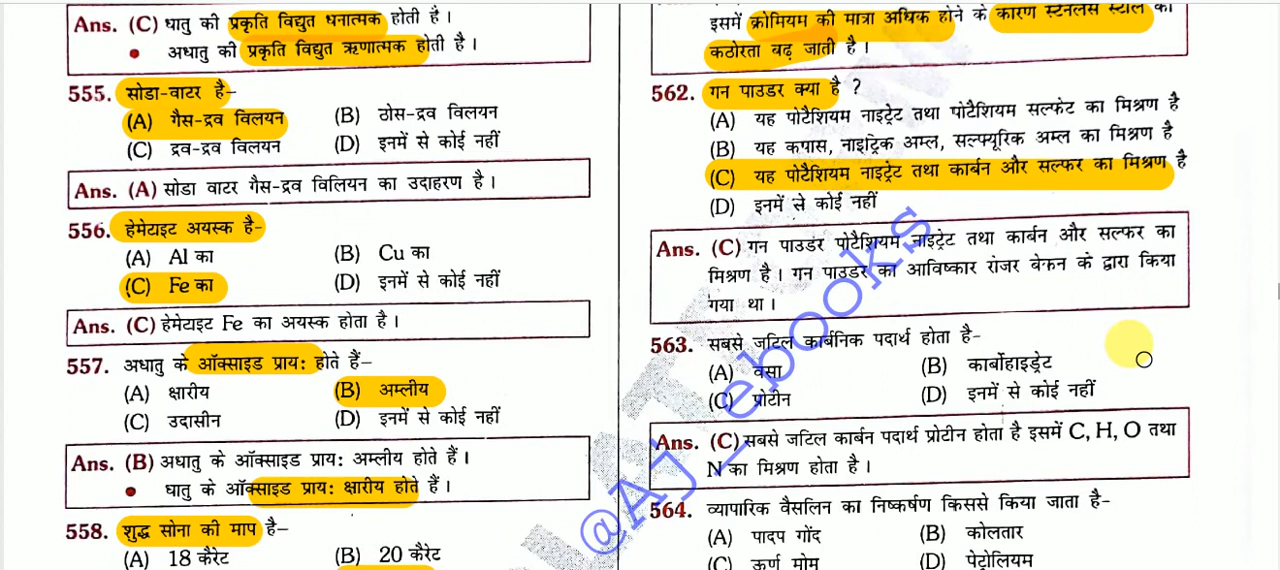 Ans. (C) धातु की प्रकृति विद्युत धनात्मक होती है।
● अधातु की प्रकृति विद्युत ऋणात्मक होती है।
555. सोडा-वाटर है–
(A) गैस-द्रव विलयन (B) ठोस-द्रव विलयन
(C) द्रव-द्रव विलयन (D) इनमें से कोई नहीं
Ans. (A) सोडा वाटर गैस-द्रव विलियन का उदाहरण है।
556. हेमेटाइट अयस्क है-
(A) Al का (B) Cu का
(C) Fe का (D) इनमें से कोई नहीं
Ans. (C) हेमेटाइट Fe का अयस्क होता है।
557. अधातु के ऑक्साइड प्राय: होते हैं–
(A) क्षारीय (B) अम्लीय
(C) उदासीन (D) इनमें से कोई नहीं
Ans. (B) अधातु के ऑक्साइड प्राय: अम्लीय होते हैं।
● धातु के ऑक्साइड प्राय: क्षारीय होते हैं।
558. शुद्ध सोना की माप है–
(A) 18 कैरेट (B) 20 कैरेट
इसमें क्रोमियम की मात्रा अधिक होने के कारण स्टेनलेस स्टील की
कठोरता बढ़ जाती है।
562. गन पाउडर क्या है ?
(A) यह पोटैशियम नाइट्रेट तथा पोटैशियम सल्फेट का मिश्रण है
(B) यह कपास, नाइट्रिक अम्ल, सल्फ्यूरिक अम्ल का मिश्रण है
(C) यह पोटैशियम नाइट्रेट तथा कार्बन और सल्फर का मिश्रण है
(D) इनमें से कोई नहीं
Ans. (C) गन पाउडर पोटैशियम नाइट्रेट तथा कार्बन और सल्फर का
मिश्रण है। गन पाउडर का आविष्कार रोजर बेकन के द्वारा किया
गया था।
563. सबसे जटिल कार्बनिक पदार्थ होता है-
(A) वसा (B) कार्बोहाइड्रेट
(C) प्रोटीन (D) इनमें से कोई नहीं
Ans. (C) सबसे जटिल कार्बन पदार्थ प्रोटीन होता है इसमें C, H, O तथा
N का मिश्रण होता है।
564. व्यापारिक वैसलिन का निष्कर्षण किससे किया जाता है-
(A) पादप गोंद (B) कोलतार
(C) ऊर्ण मोम (D) पेट्रोलियम
@Aj_ebooks